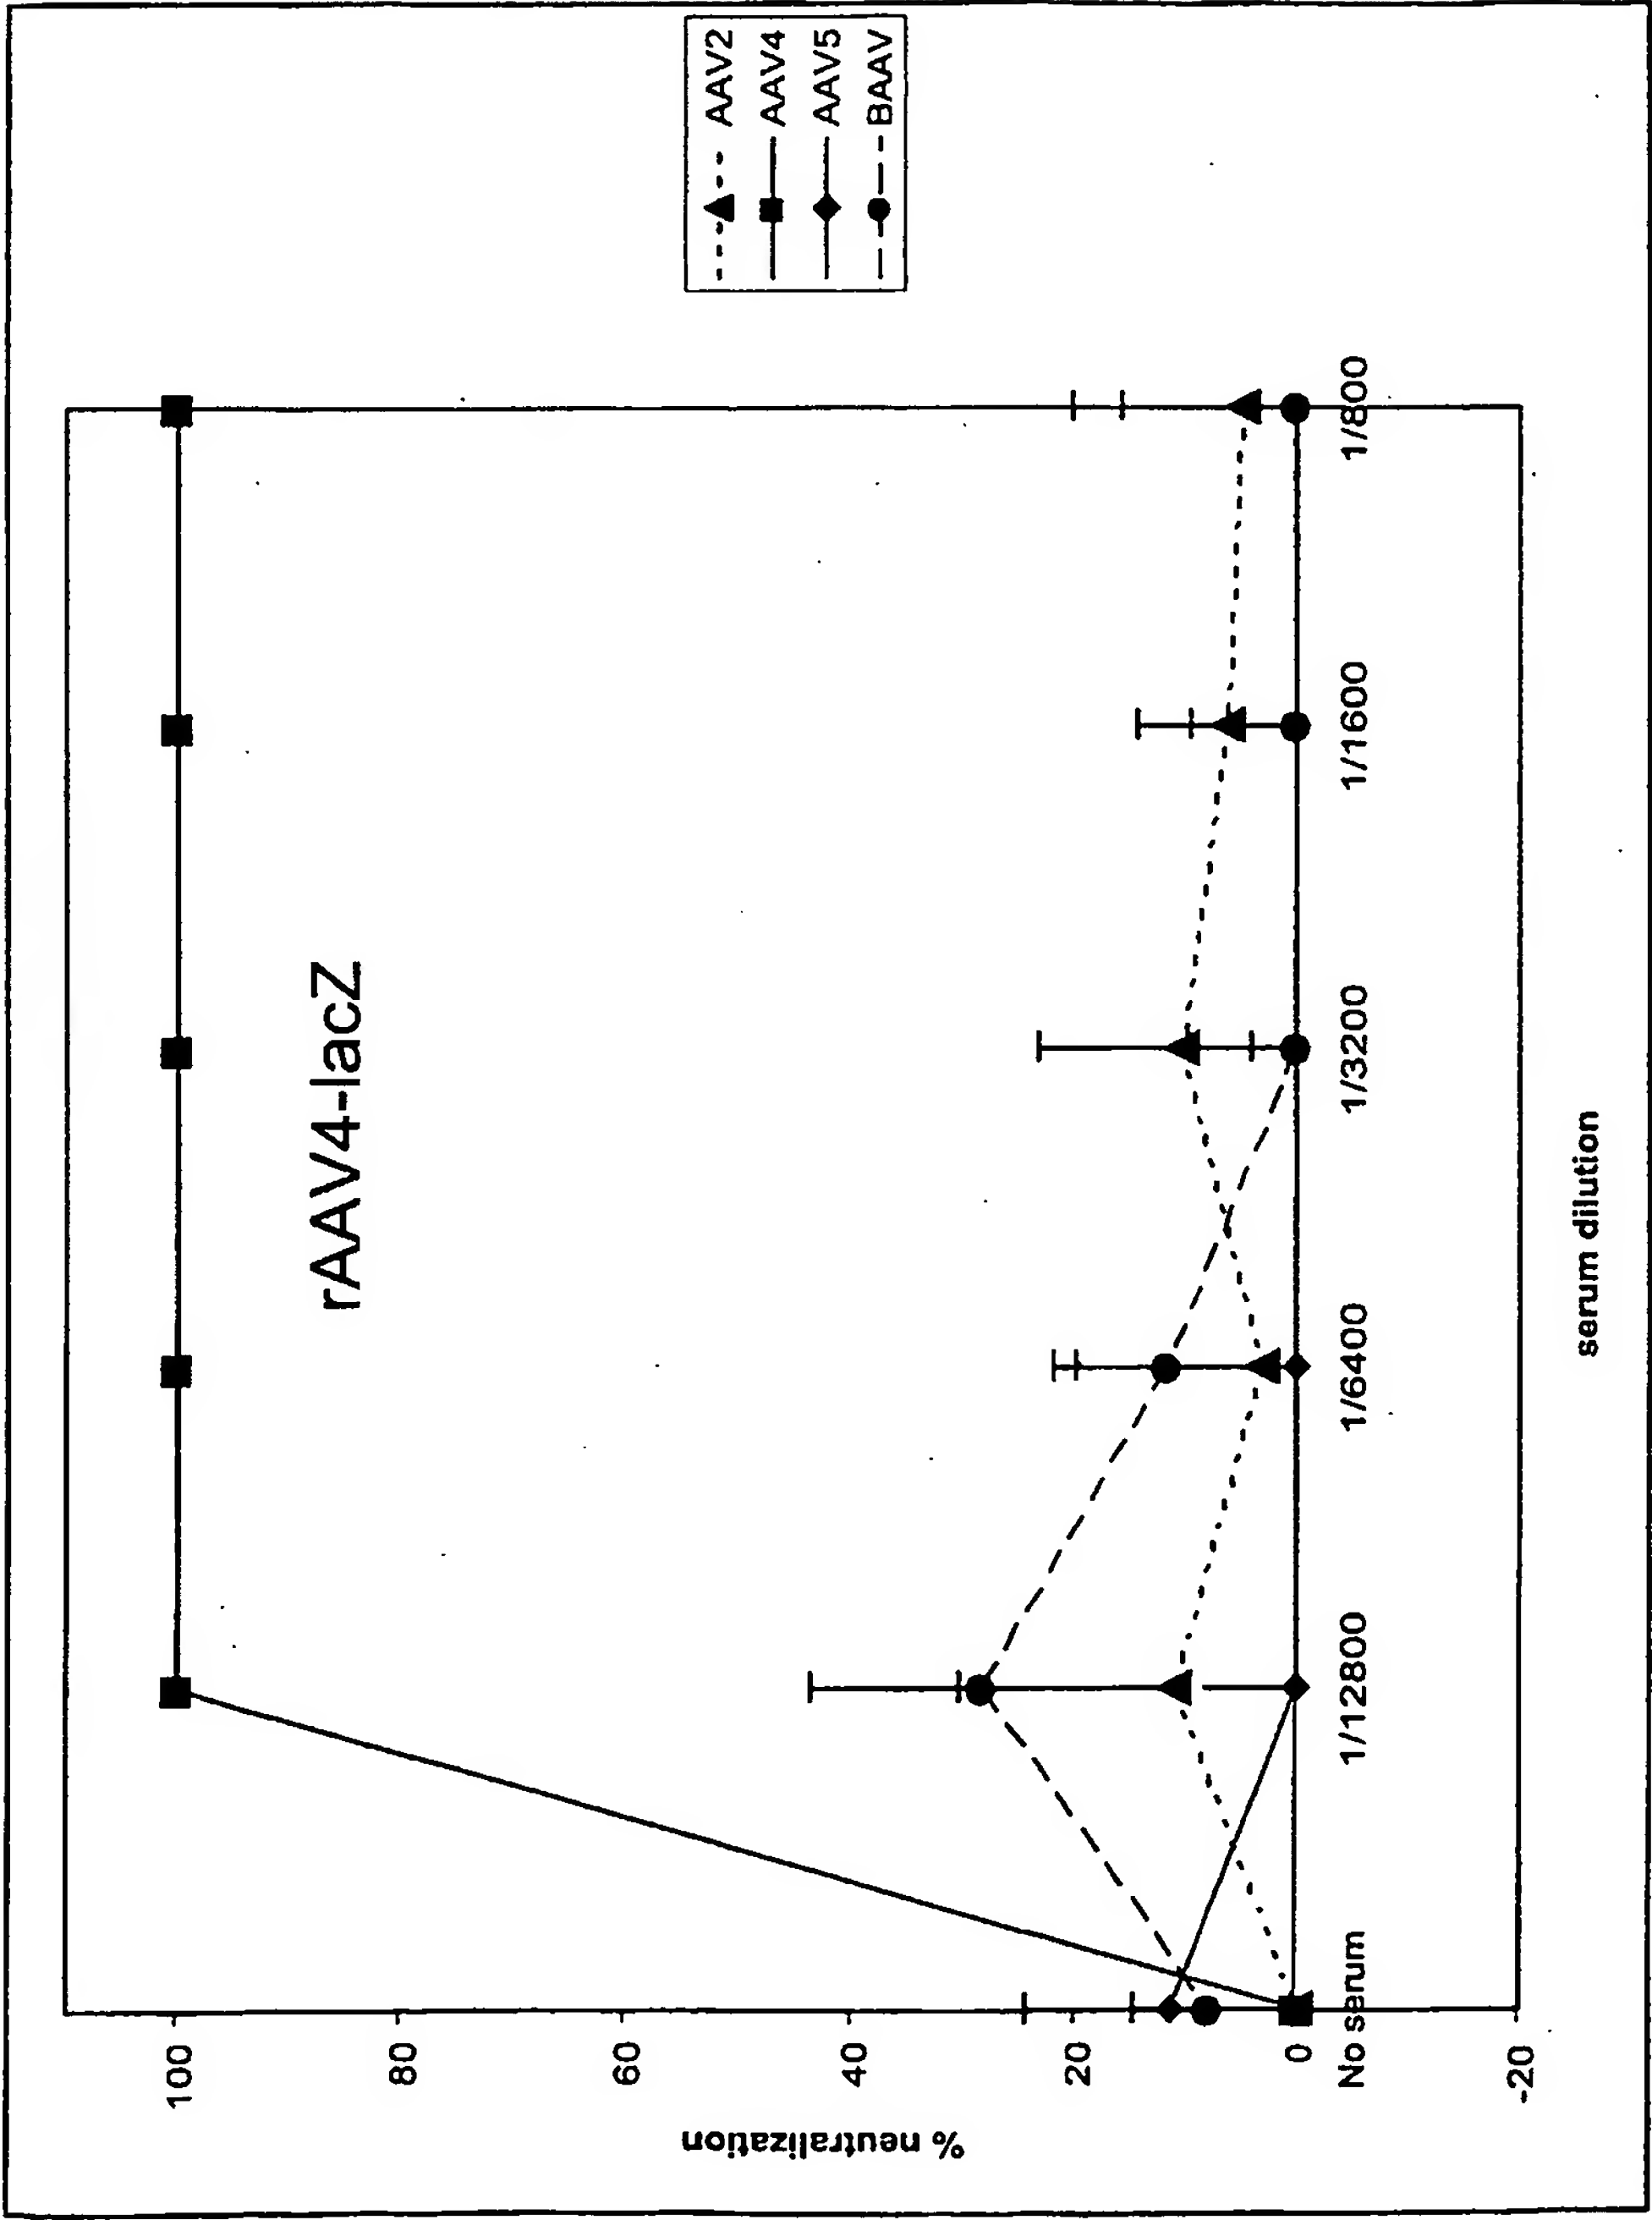 rAAV4-lacZ
% neutralization
100
80
60
40
20
0
-20
No serum
1/12800
1/6400
1/3200
1/1600
1/800
serum dilution
AAV2
AAV4
AAV5
BAAV